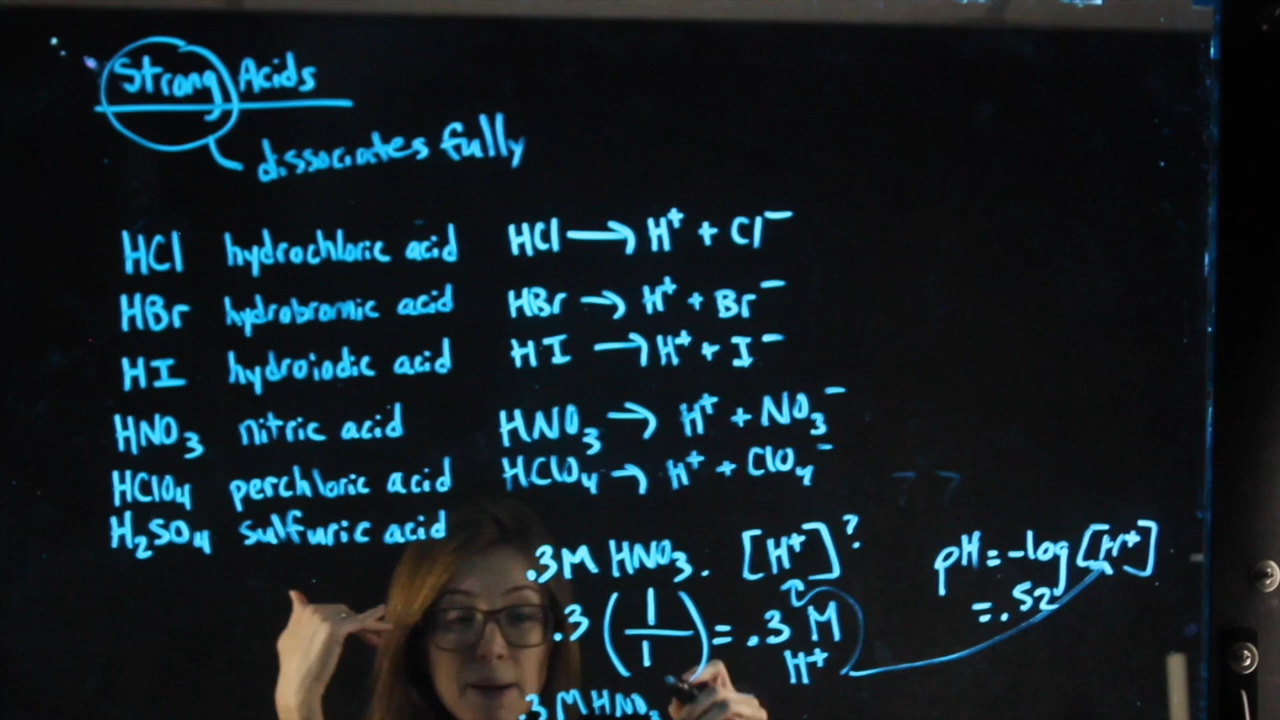 Strong Acids
dissociates fully
HCl hydrochloric acid HCl → H⁺ + Cl⁻
HBr hydrobromic acid HBr → H⁺ + Br⁻
HI hydroiodic acid HI → H⁺ + I⁻
HNO₃ nitric acid HNO₃ → H⁺ + NO₃⁻
HClO₄ perchloric acid HClO₄ → H⁺ + ClO₄⁻
H₂SO₄ sulfuric acid
.3M HNO₃. [H⁺]? pH = -log[H⁺]
.3 (1/1) = .3 M H⁺ = .52
.3 M HNO₃